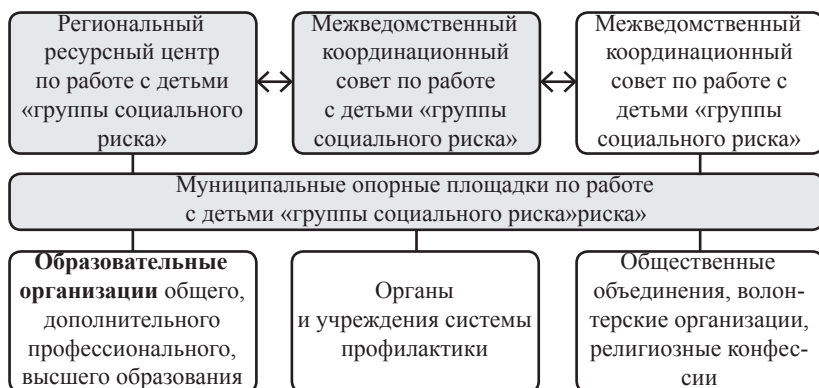 Региональный
ресурсный центр
по работе с детьми
«группы социального
риска»
Межведомственный
координационный
совет по работе
с детьми «группы
социального риска»
Межведомственный
координационный
совет по работе с
детьми «группы
социального риска»
Муниципальные опорные площадки по работе
с детьми «группы социального риска»риска»
Образовательные
организации общего,
дополнительного
профессионального,
высшего образования
Органы
и учреждения системы
профилактики
Общественные
объединения, волон-
терские организации,
религиозные конфес-
сии